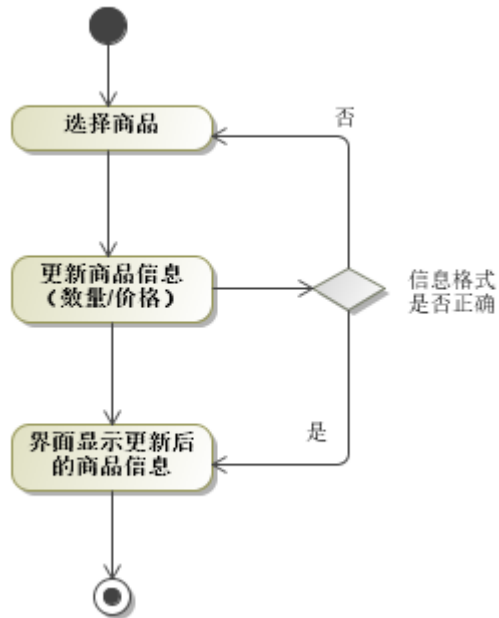 选择商品
否
更新商品信息
（数量/价格）
信息格式
是否正确
是
界面显示更新后
的商品信息